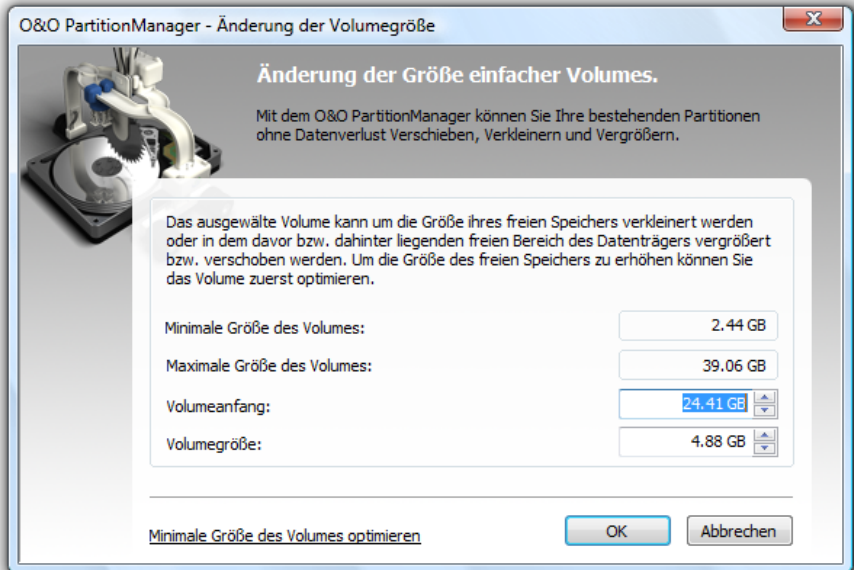 O&O PartitionManager - Änderung der Volumegröße
Änderung der Größe einfacher Volumes.
Mit dem O&O PartitionManager können Sie Ihre bestehenden Partitionen
ohne Datenverlust Verschieben, Verkleinern und Vergrößern.
Das ausgewälte Volume kann um die Größe ihres freien Speichers verkleinert werden
oder in dem davor bzw. dahinter liegenden freien Bereich des Datenträgers vergrößert
bzw. verschoben werden. Um die Größe des freien Speichers zu erhöhen können Sie
das Volume zuerst optimieren.
Minimale Größe des Volumes: 2.44 GB
Maximale Größe des Volumes: 39.06 GB
Volumeanfang: 24.41 GB
Volumegröße: 4.88 GB
Minimale Größe des Volumes optimieren OK Abbrechen